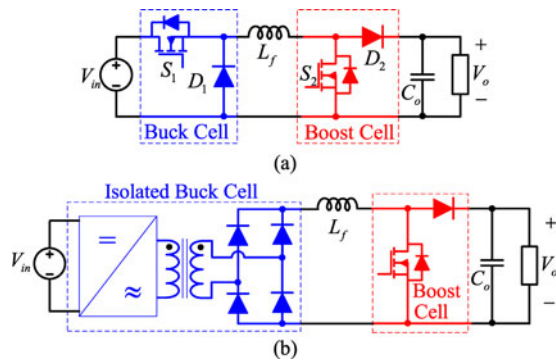 V_in
S_1
D_1
L_f
S_2
D_2
C_o
+
V_o
−
Buck Cell
Boost Cell
(a)
Isolated Buck Cell
V_in
=
≈
L_f
C_o
+
V_o
−
Boost
Cell
(b)